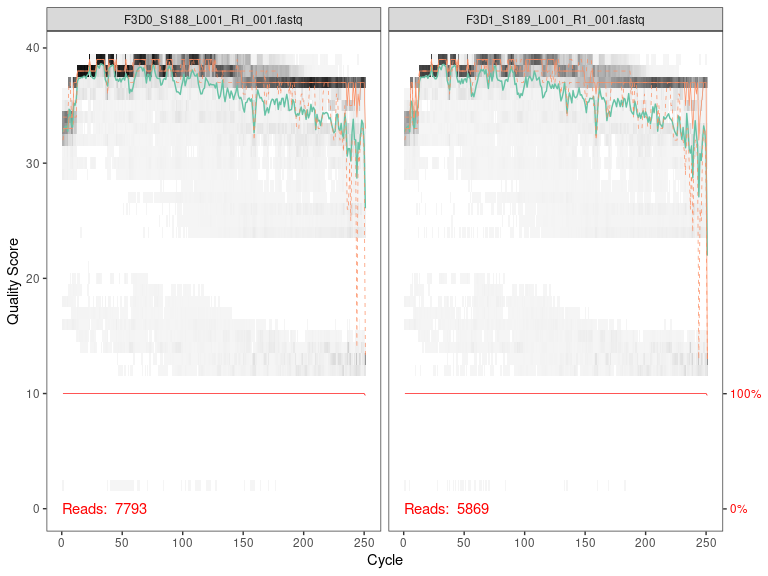 F3D0_S188_L001_R1_001.fastq
F3D1_S189_L001_R1_001.fastq
Quality Score
40
30
20
10
0
100%
0%
Reads: 7793
Reads: 5869
0 50 100 150 200 250
0 50 100 150 200 250
Cycle